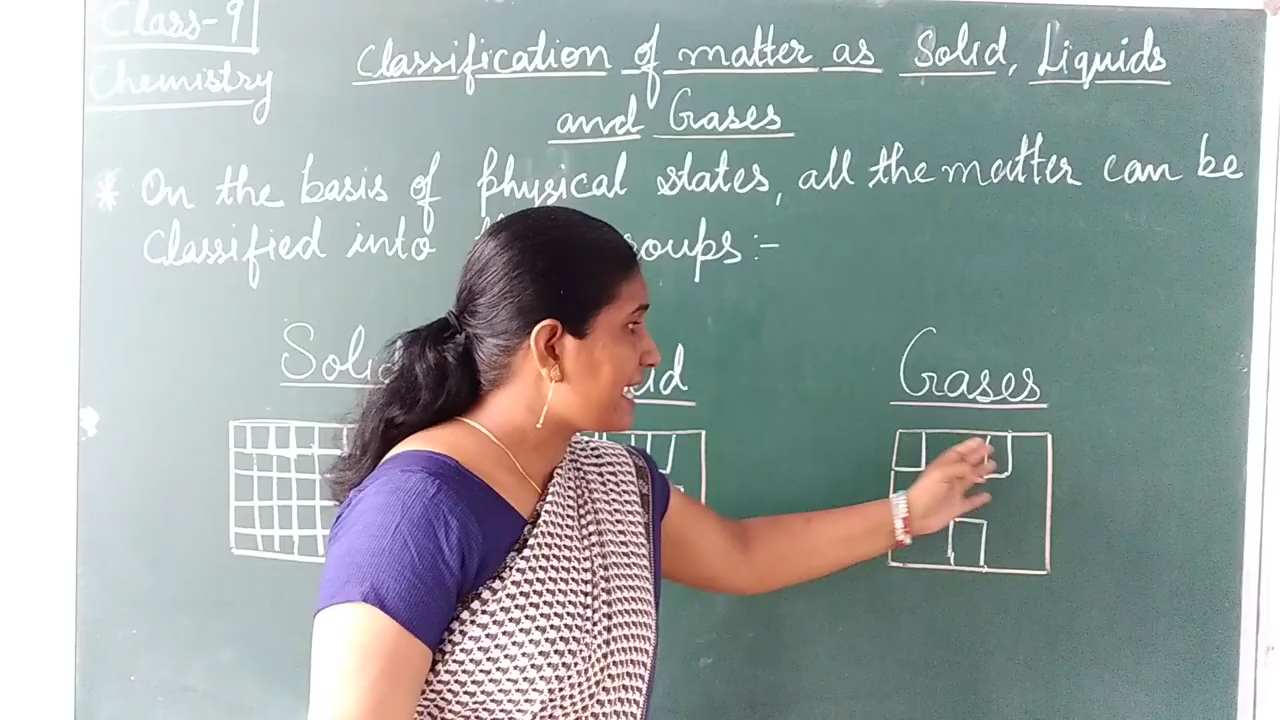 Class-9
Chemistry
Classification of matter as Solid, Liquids
and Gases
* On the basis of physical states, all the matter can be
Classified into
Gases